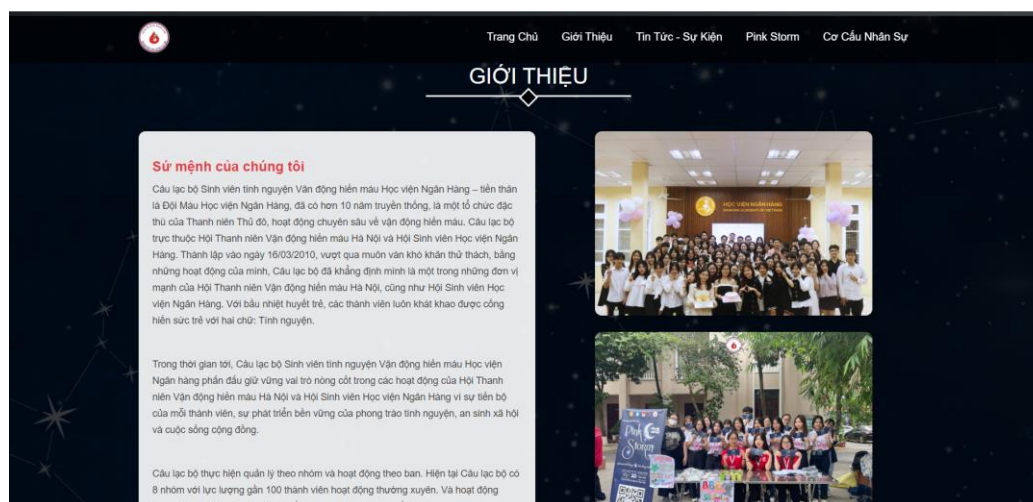 Trang Chủ Giới Thiệu Tin Tức - Sự Kiện Pink Storm Cơ Cấu Nhân Sự
GIỚI THIỆU
Sứ mệnh của chúng tôi
Câu lạc bộ Sinh viên tình nguyện Vân động hiến máu Học viện Ngân Hàng – tiền thân
là Đội Máu Học viện Ngân Hàng, đã có hơn 10 năm truyền thống, là một tổ chức đặc
thù của Thanh niên Thủ đô, hoạt động chuyên sâu về vận động hiến máu. Câu lạc bộ
trực thuộc Hội Thanh niên Vận động hiến máu Hà Nội và Hội Sinh viên Học viện Ngân
Hàng. Thành lập vào ngày 16/03/2010, vượt qua muôn vàn khó khăn thử thách, bằng
những hoạt động của mình, Câu lạc bộ đã khẳng định mình là một trong những đơn vị
mạnh của Hội Thanh niên Vận động hiến máu Hà Nội, cũng như Hội Sinh viên Học
viện Ngân Hàng. Với bầu nhiệt huyết trẻ, các thành viên luôn khát khao được cống
hiến sức trẻ với hai chữ: Tình nguyện.
Trong thời gian tới, Câu lạc bộ Sinh viên tình nguyện Vận động hiến máu Học viện
Ngân hàng phấn đấu giữ vững vai trò nòng cốt trong các hoạt động của Hội Thanh
niên Vận động hiến máu Hà Nội và Hội Sinh viên Học viện Ngân Hàng vì sự tiến bộ
của mỗi thành viên, sự phát triển bền vững của phong trào tình nguyện, an sinh xã hội
và cuộc sống cộng đồng.
Câu lạc bộ thực hiện quản lý theo nhóm và hoạt động theo ban. Hiện tại Câu lạc bộ có
8 nhóm với lực lượng gần 100 thành viên hoạt động thường xuyên. Và hoạt động
HỌC VIỆN NGÂN HÀNG
BANKING ACADEMY OF VIETNAM
Pink
Storm